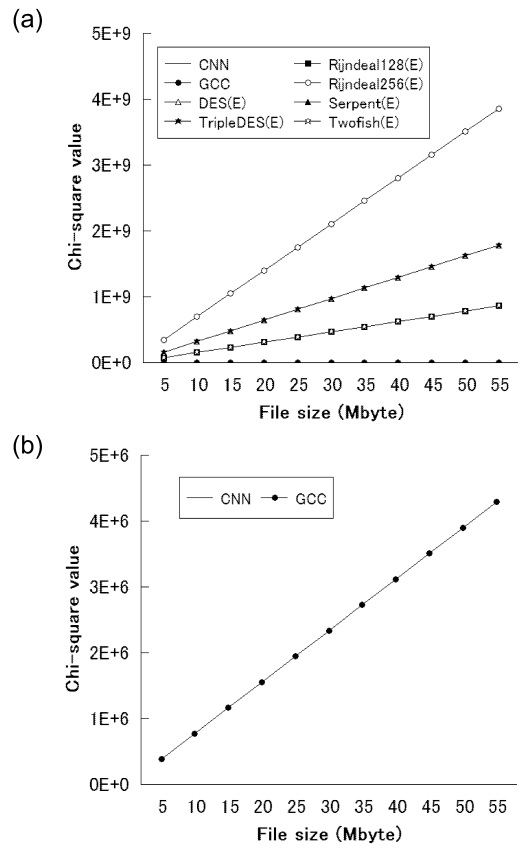 (a)
5E+9
4E+9
3E+9
2E+9
1E+9
0E+0
Chi-square value
CNN
GCC
DES(E)
TripleDES(E)
Rijndeal128(E)
Rijndeal256(E)
Serpent(E)
Twofish(E)
5 10 15 20 25 30 35 40 45 50 55
File size (Mbyte)
(b)
5E+6
4E+6
3E+6
2E+6
1E+6
0E+0
Chi-square value
CNN GCC
5 10 15 20 25 30 35 40 45 50 55
File size (Mbyte)